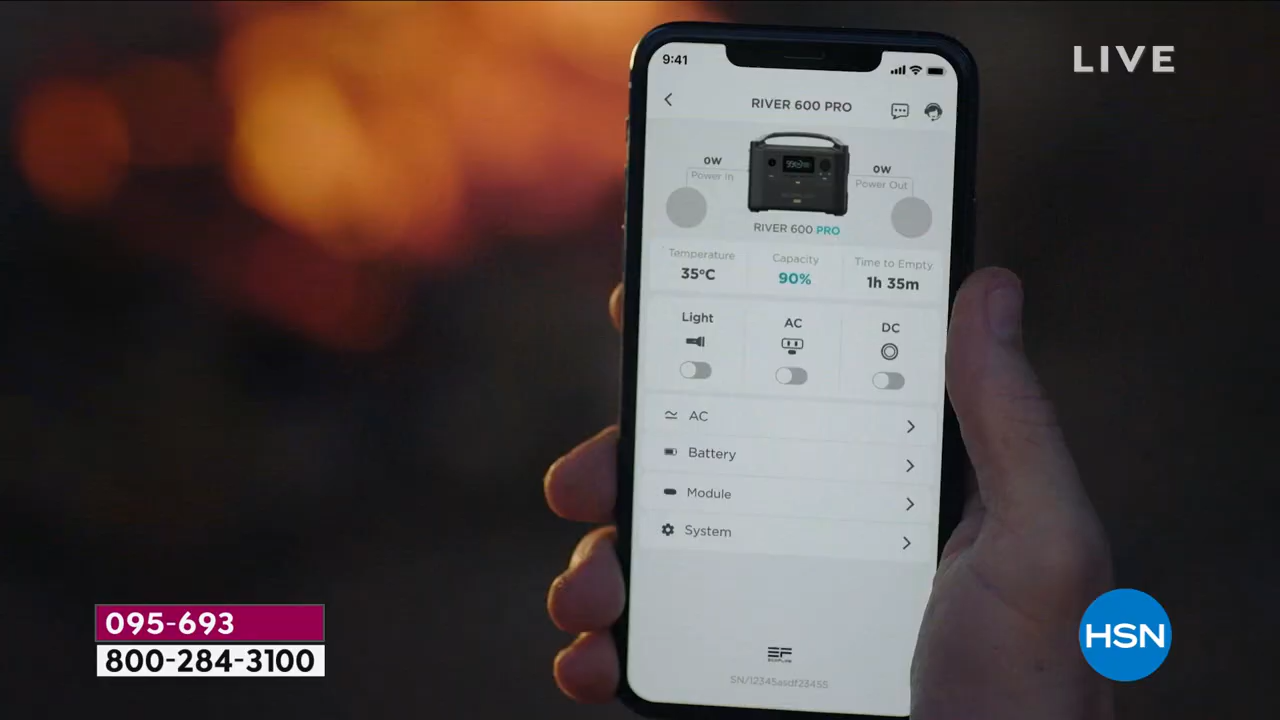 LIVE
9:41
RIVER 600 PRO
0W
Power In
0W
Power Out
RIVER 600 PRO
Temperature
Capacity
Time to Empty
35°C
90%
1h 35m
Light
AC
DC
AC
Battery
Module
System
EF
ECOFLOW
SN/12345asdf23455
095-693
800-284-3100
HSN